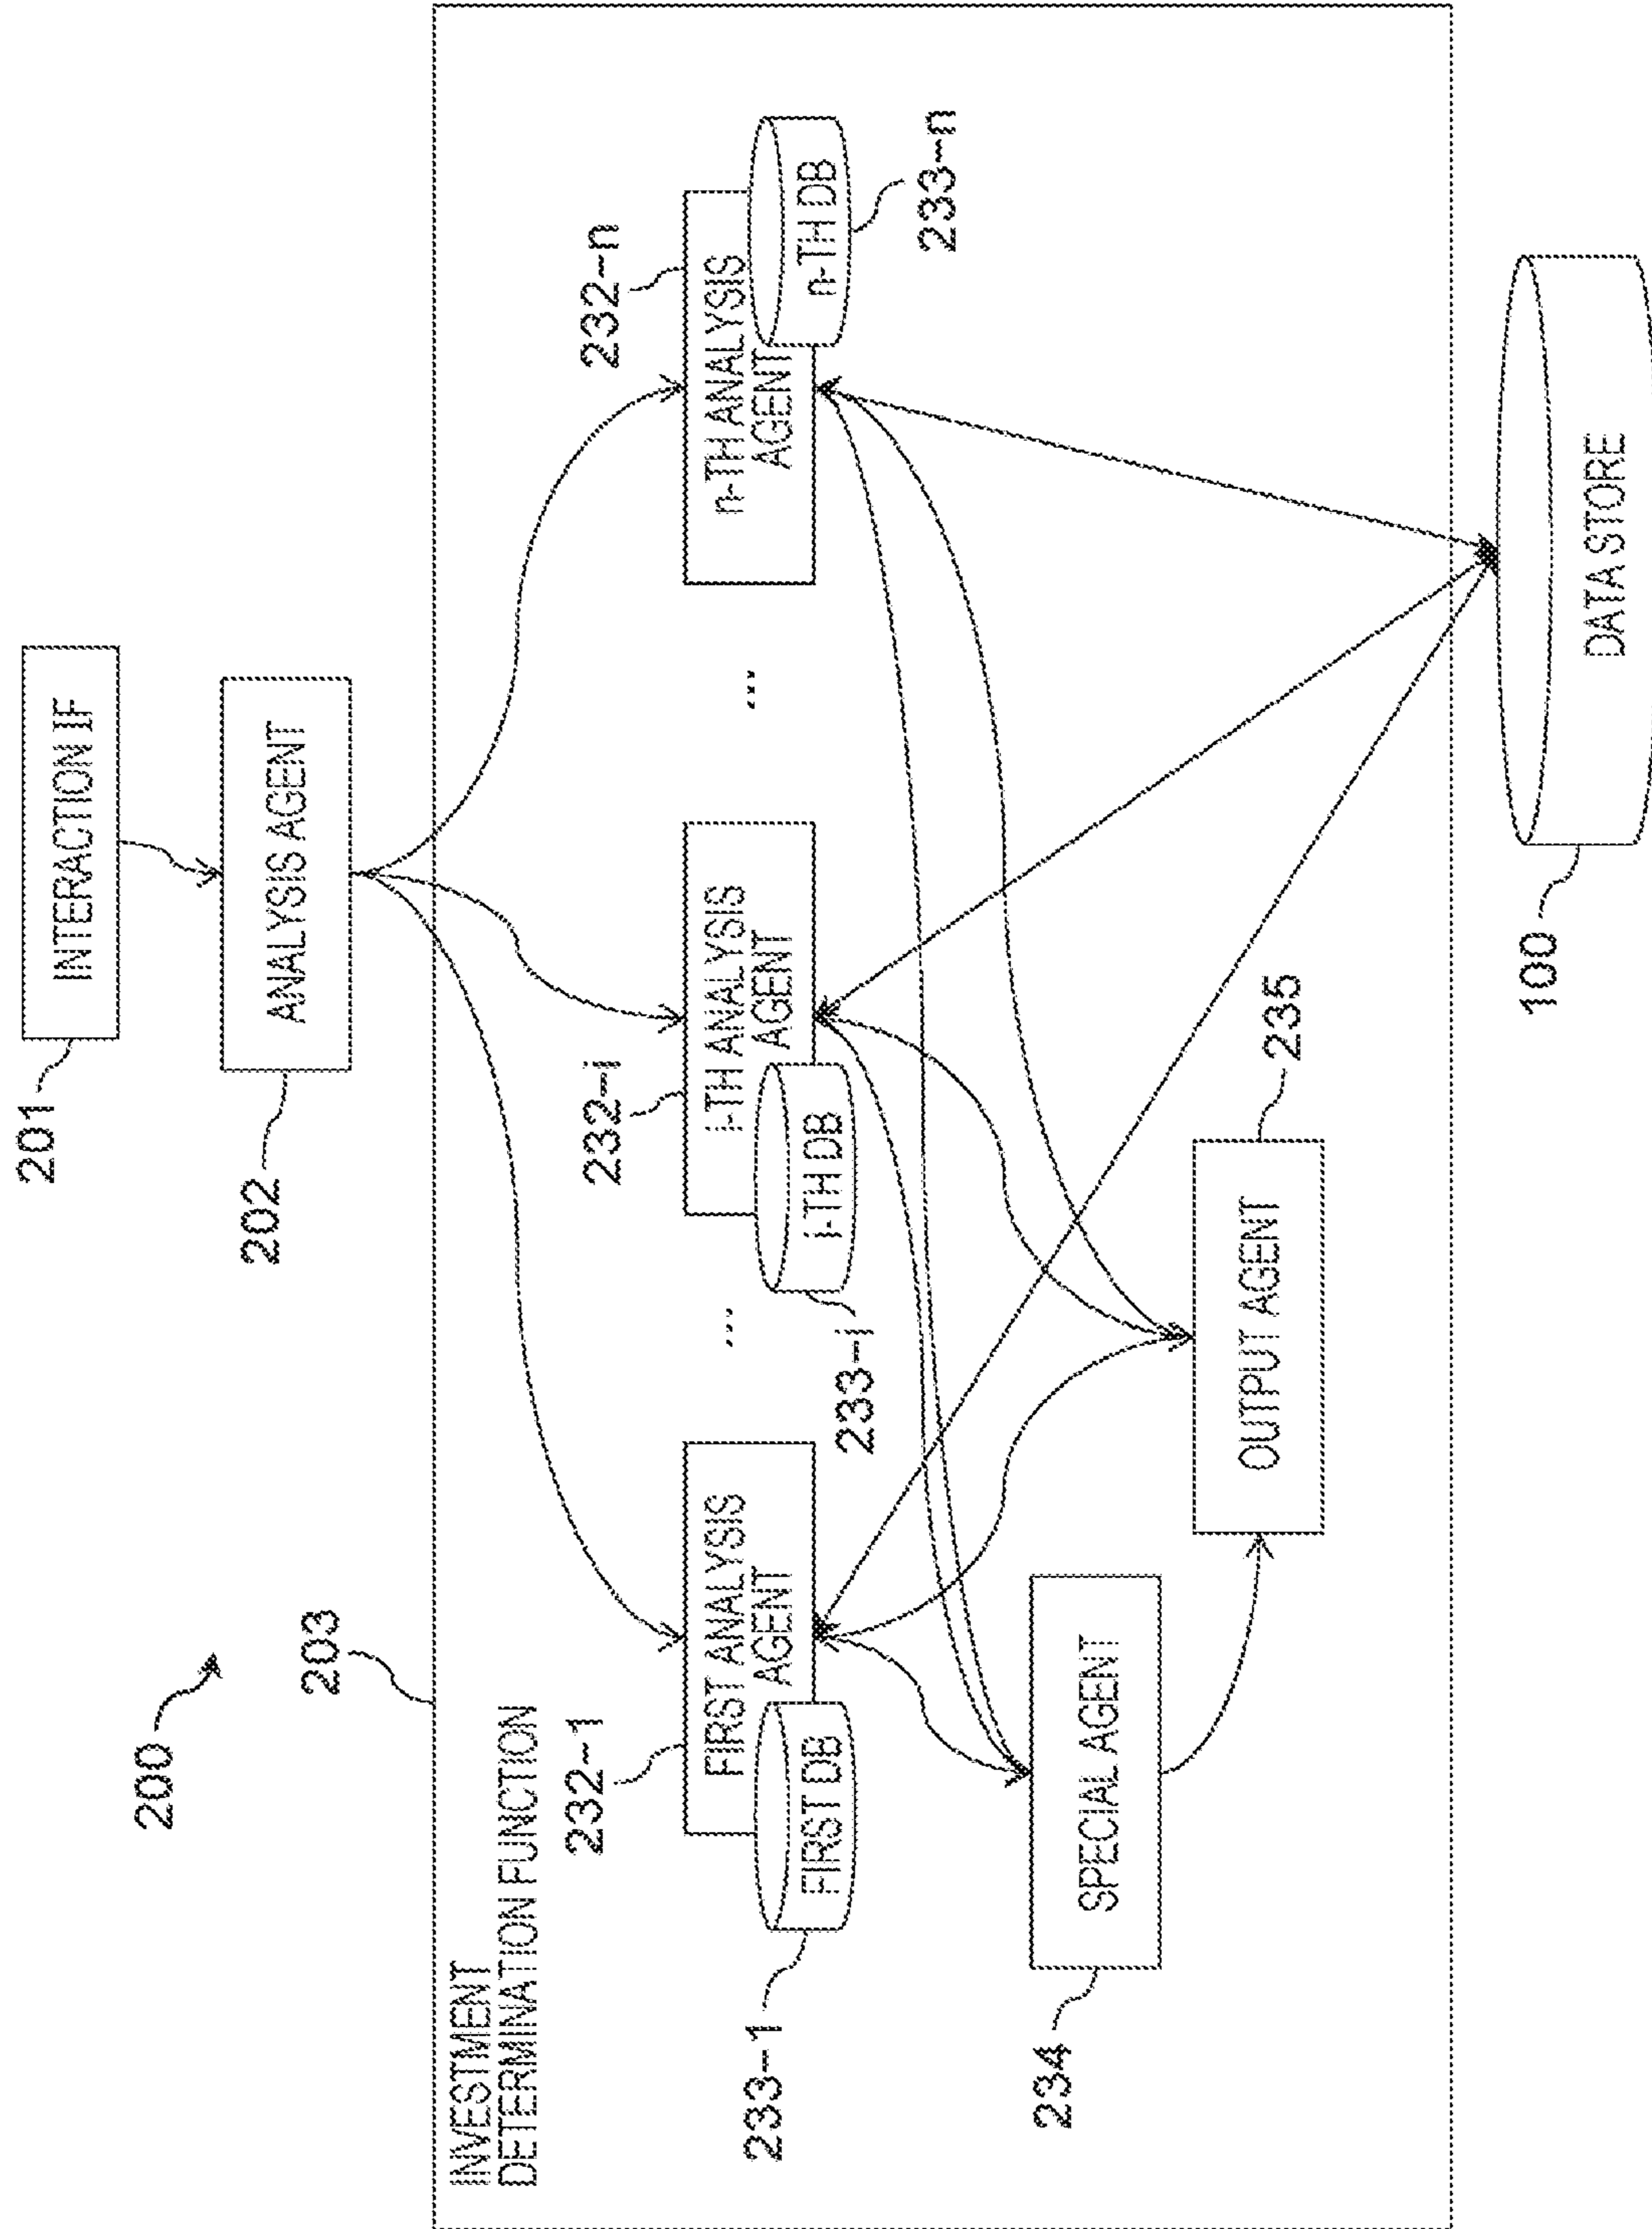 200
201
INTERACTION IF
202
ANALYSIS AGENT
203
INVESTMENT
DETERMINATION FUNCTION
232-1
FIRST ANALYSIS
AGENT
FIRST DB
233-1
...
232-i
i-TH ANALYSIS
AGENT
i-TH DB
233-i
...
232-n
n-TH ANALYSIS
AGENT
n-TH DB
233-n
234
SPECIAL AGENT
235
OUTPUT AGENT
100
DATA STORE